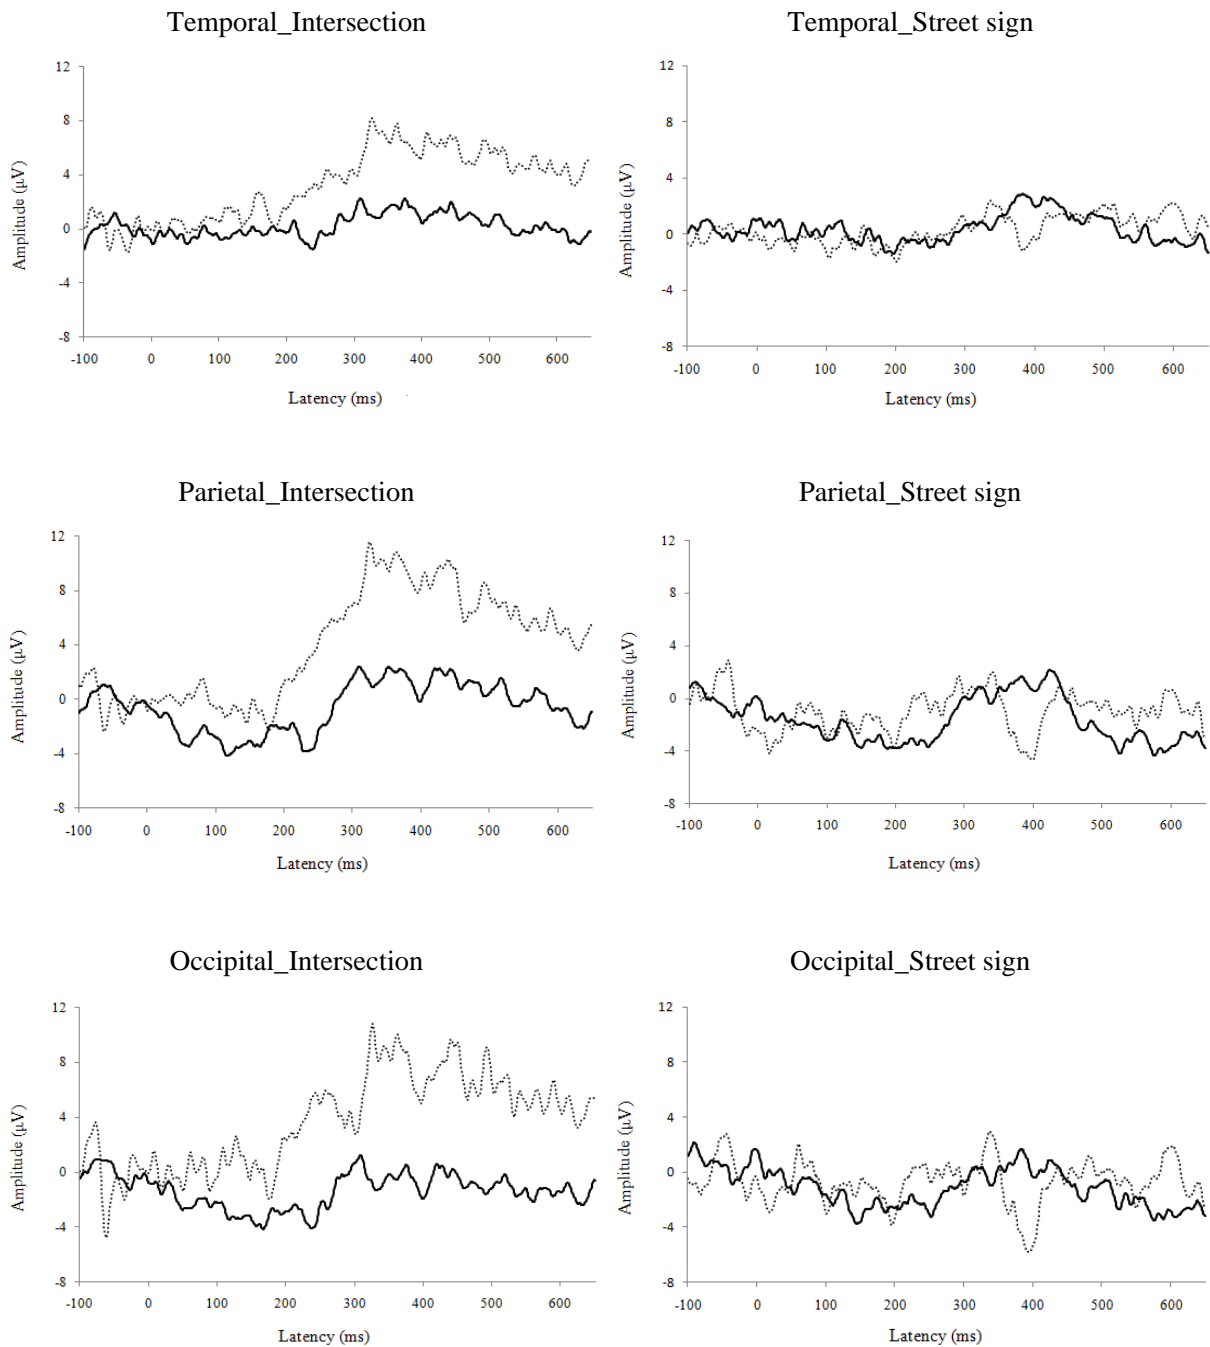 Temporal_Intersection
12
8
4
0
-4
-8
Amplitude (µV)
-100 0 100 200 300 400 500 600
Latency (ms)
Temporal_Street sign
12
8
4
0
-4
-8
Amplitude (µV)
-100 0 100 200 300 400 500 600
Latency (ms)
Parietal_Intersection
12
8
4
0
-4
-8
Amplitude (µV)
-100 0 100 200 300 400 500 600
Latency (ms)
Parietal_Street sign
12
8
4
0
-4
-8
Amplitude (µV)
-100 0 100 200 300 400 500 600
Latency (ms)
Occipital_Intersection
12
8
4
0
-4
-8
Amplitude (µV)
-100 0 100 200 300 400 500 600
Latency (ms)
Occipital_Street sign
12
8
4
0
-4
-8
Amplitude (µV)
-100 0 100 200 300 400 500 600
Latency (ms)